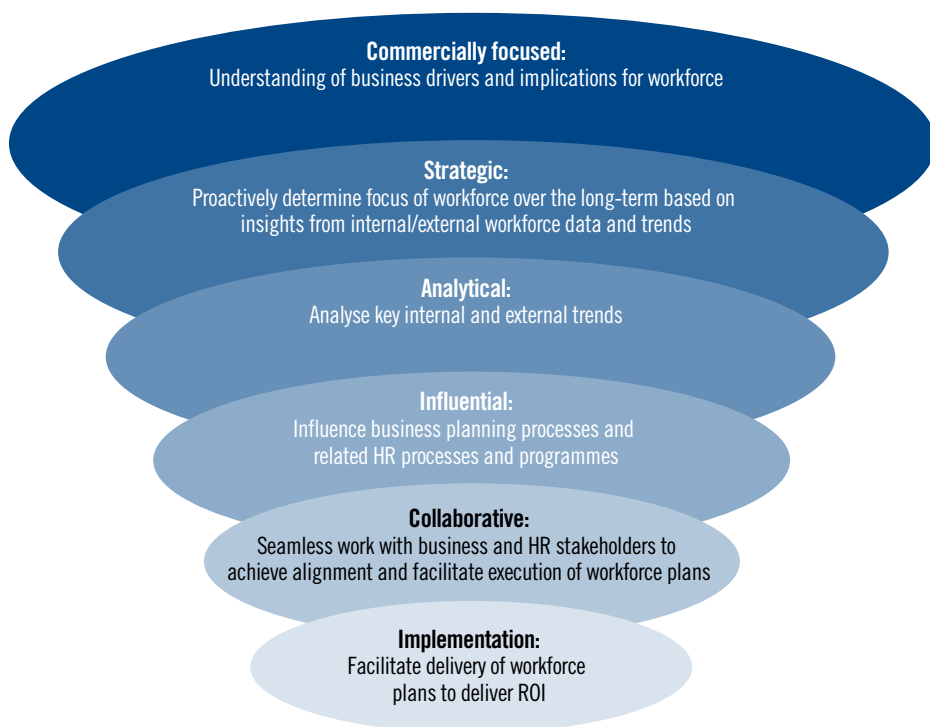 Commercially focused:
Understanding of business drivers and implications for workforce
Strategic:
Proactively determine focus of workforce over the long-term based on
insights from internal/external workforce data and trends
Analytical:
Analyse key internal and external trends
Influential:
Influence business planning processes and
related HR processes and programmes
Collaborative:
Seamless work with business and HR stakeholders to
achieve alignment and facilitate execution of workforce plans
Implementation:
Facilitate delivery of workforce
plans to deliver ROI